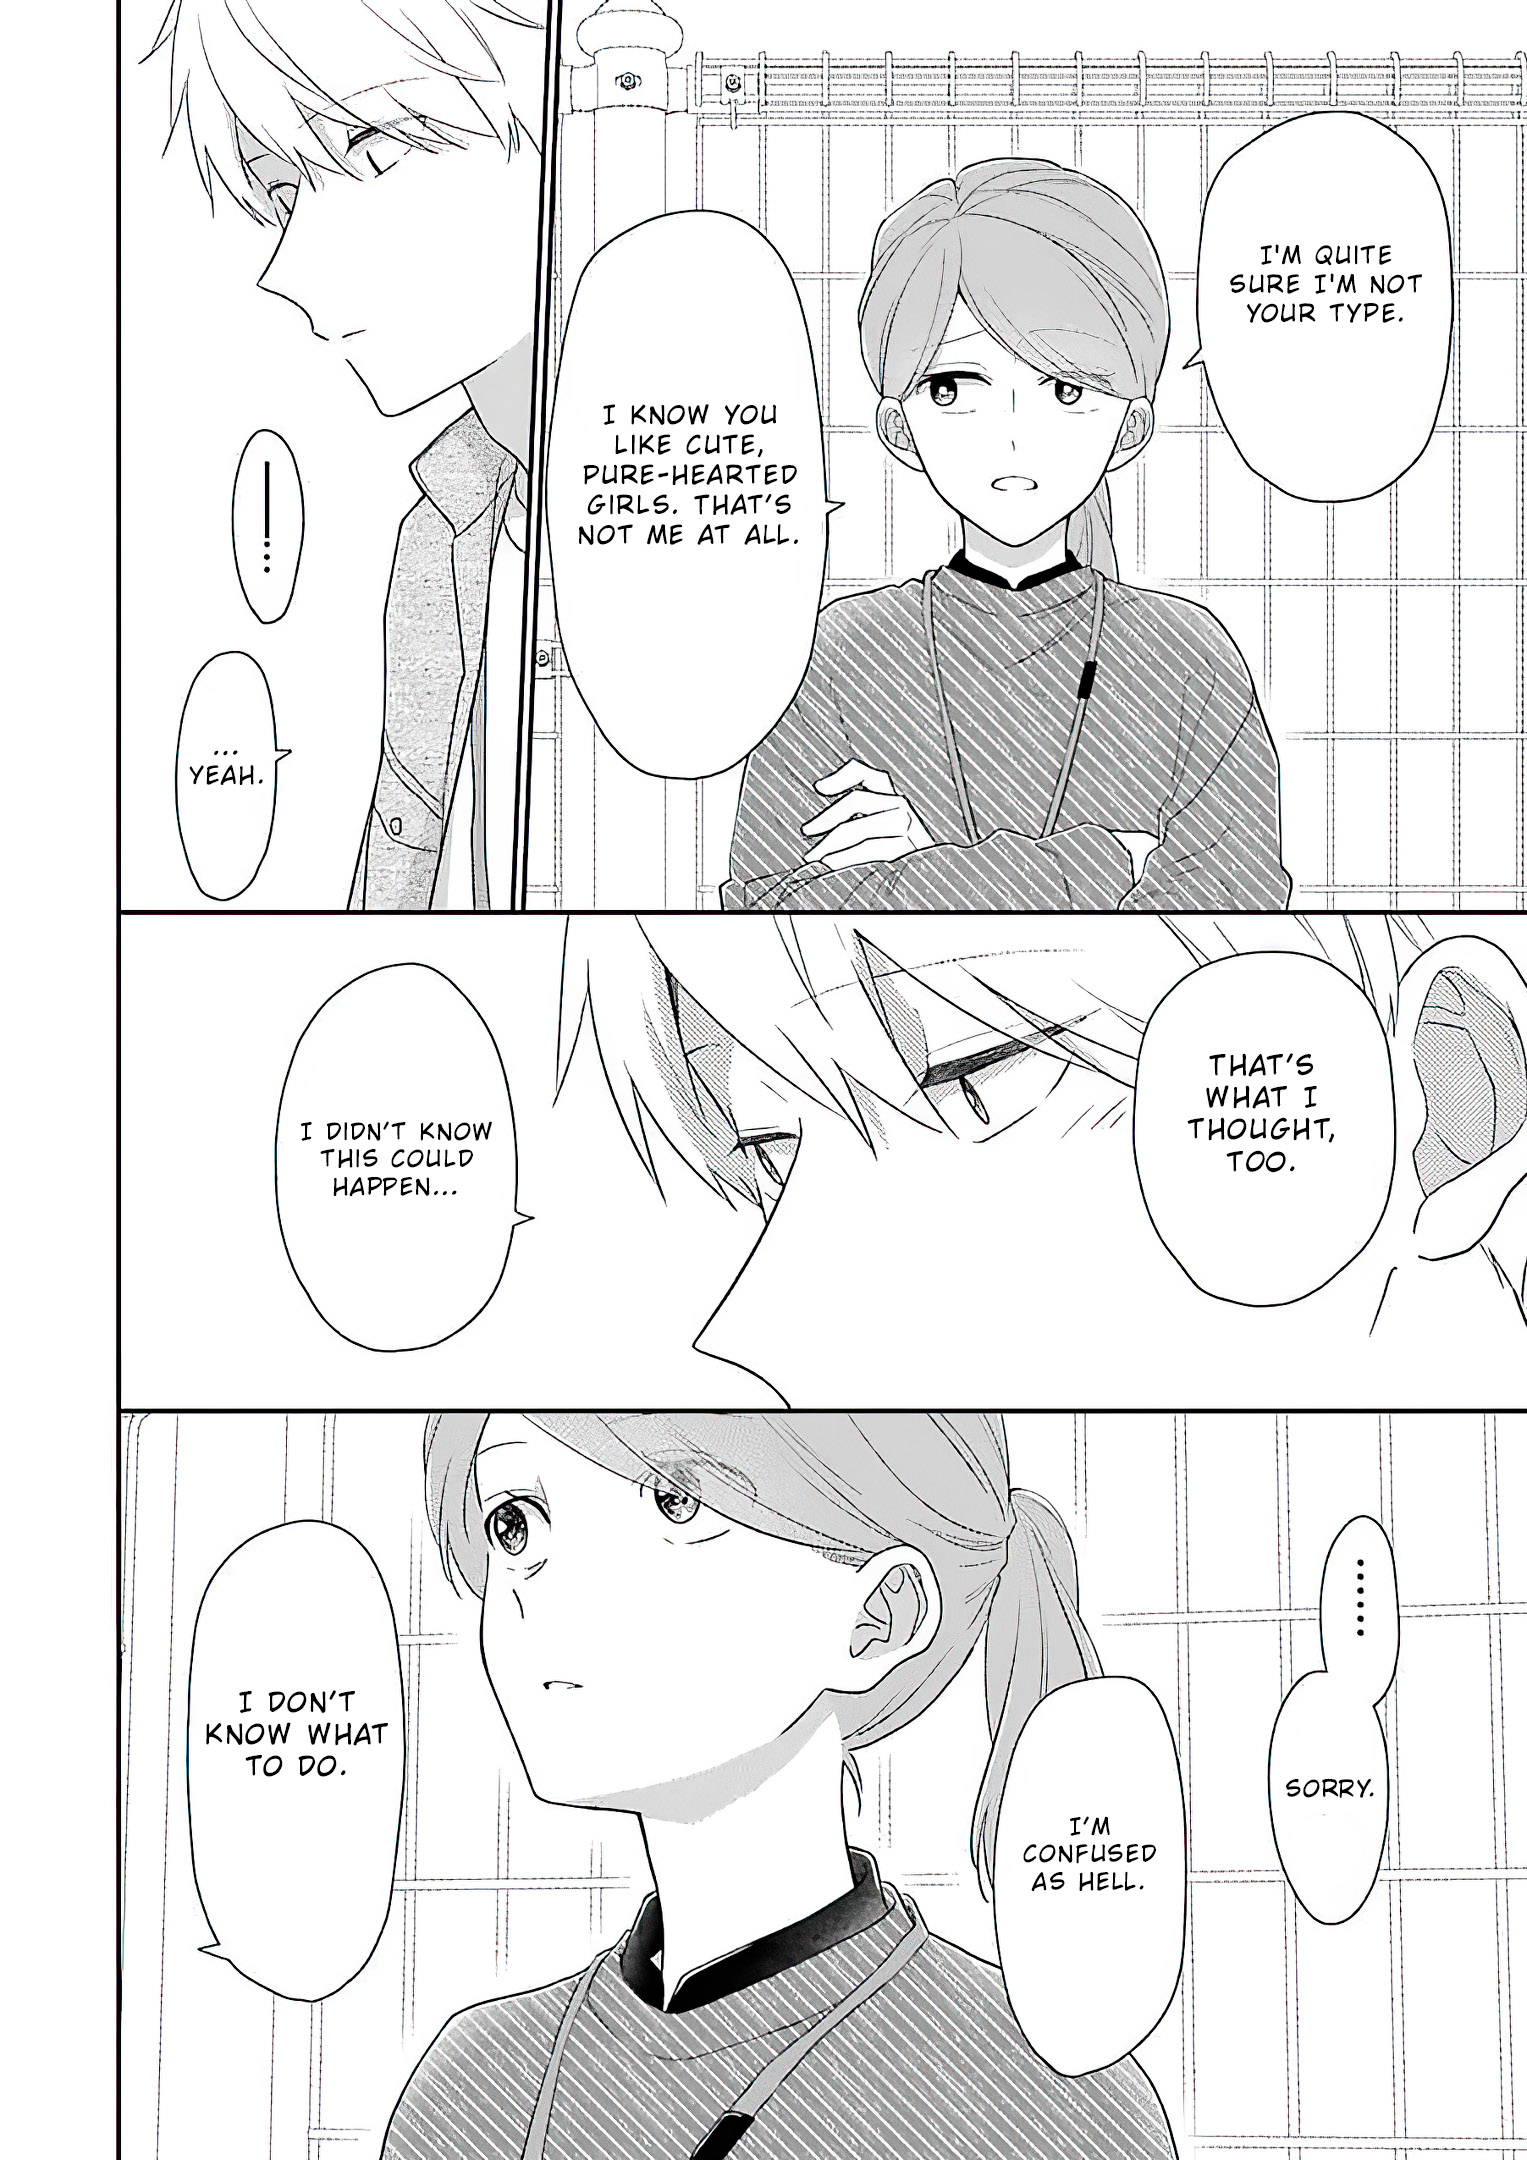 I'M QUITE
SURE I'M NOT
YOUR TYPE.
I KNOW YOU
LIKE CUTE,
PURE-HEARTED
GIRLS. THAT'S
NOT ME AT ALL.
...
YEAH.
THAT'S
WHAT I
THOUGHT,
TOO.
I DIDN'T KNOW
THIS COULD
HAPPEN...
......
SORRY.
I'M
CONFUSED
AS HELL.
I DON'T
KNOW WHAT
TO DO.